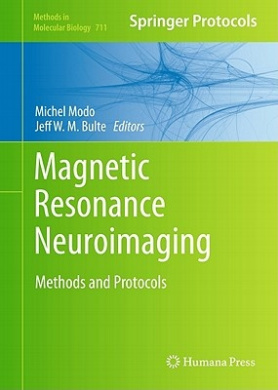 Methods in
Molecular Biology 711
Springer Protocols
Michel Modo
Jeff W. M. Bulte Editors
Magnetic
Resonance
Neuroimaging
Methods and Protocols
Humana Press